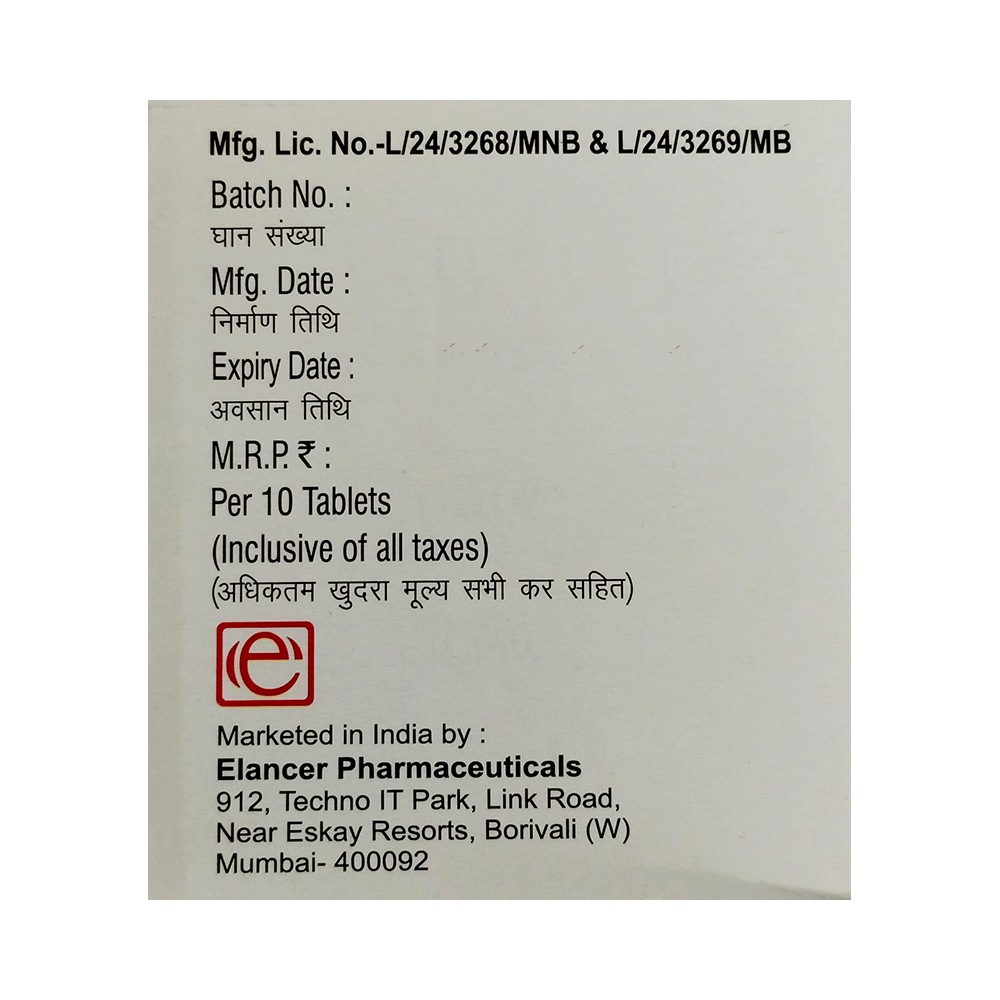 Mfg. Lic. No.-L/24/3268/MNB & L/24/3269/MB
Batch No. :
घान संख्या
Mfg. Date :
निर्माण तिथि
Expiry Date :
अवसान तिथि
M.R.P. ₹ :
Per 10 Tablets
(Inclusive of all taxes)
(अधिकतम खुदरा मूल्य सभी कर सहित)
e
Marketed in India by :
Elancer Pharmaceuticals
912, Techno IT Park, Link Road,
Near Eskay Resorts, Borivali (W)
Mumbai- 400092